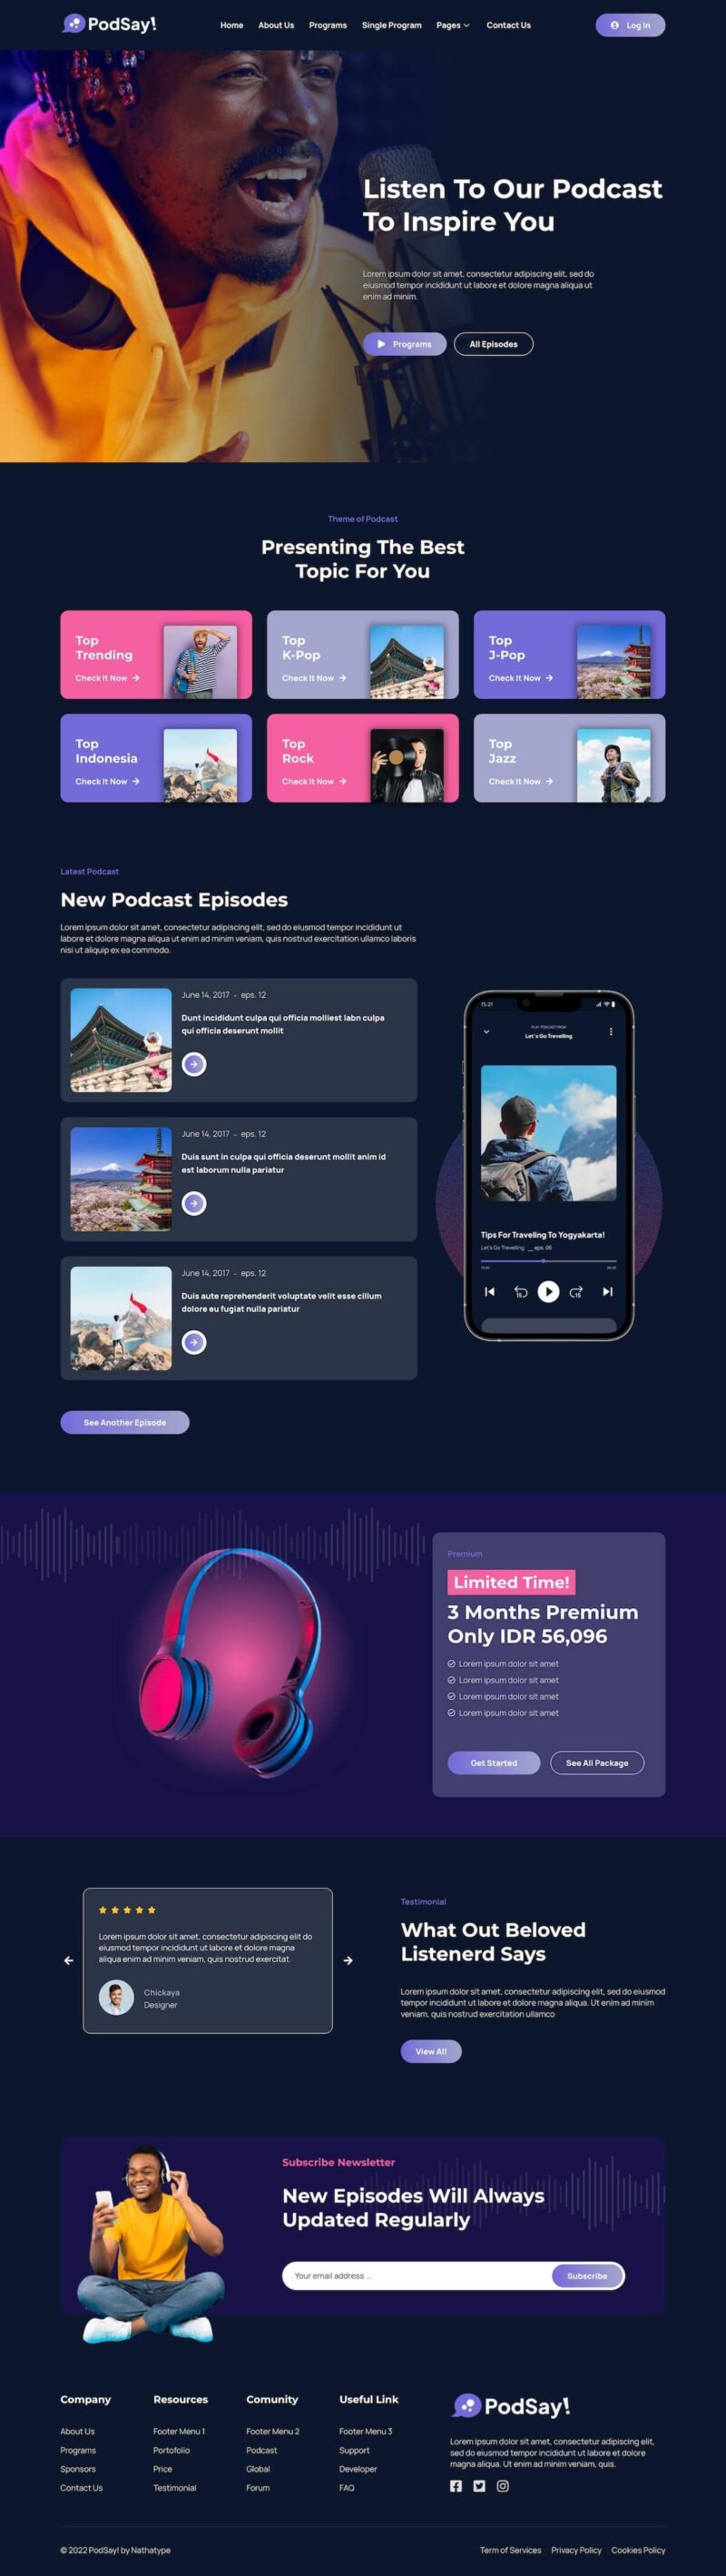 PodSay!
Home
About Us
Programs
Single Program
Pages
Contact Us
Log In
Listen To Our Podcast
To Inspire You
Lorem ipsum dolor sit amet, consectetur adipiscing elit, sed do
eiusmod tempor incididunt ut labore et dolore magna aliqua ut
enim ad minim.
Programs
All Episodes
Theme of Podcast
Presenting The Best
Topic For You
Top
Trending
Check It Now
Top
K-Pop
Check It Now
Top
J-Pop
Check It Now
Top
Indonesia
Check It Now
Top
Rock
Check It Now
Top
Jazz
Check It Now
Latest Podcast
New Podcast Episodes
Lorem ipsum dolor sit amet, consectetur adipiscing elit, sed do eiusmod tempor incididunt ut
labore et dolore magna aliqua ut enim ad minim veniam, quis nostrud exercitation ullamco laboris
nisi ut aliquip ex ea commodo.
June 14, 2017 - eps. 12
Dunt incididunt culpa qui officia molliest labn culpa
qui officia deserunt mollit
June 14, 2017 - eps. 12
Duis sunt in culpa qui officia deserunt mollit anim id
est laborum nulla pariatur
June 14, 2017 - eps. 12
Duis aute reprehenderit voluptate velit esse cillum
dolore eu fugiat nulla pariatur
See Another Episode
15:21
Let's Go Travelling
Tips For Traveling To Yogyakarta!
Let's Go Travelling __ eps. 06
15
15
Premium
Limited Time!
3 Months Premium
Only IDR 56,096
Lorem ipsum dolor sit amet
Lorem ipsum dolor sit amet
Lorem ipsum dolor sit amet
Lorem ipsum dolor sit amet
Get Started
See All Package
Lorem ipsum dolor sit amet, consectetur adipiscing elit do
eiusmod tempor incididunt ut labore et dolore magna
aliqua enim ad minim veniam, quis nostrud exercitat.
Chickaya
Designer
Testimonial
What Out Beloved
Listenerd Says
Lorem ipsum dolor sit amet, consectetur adipiscing elit, sed do eiusmod
tempor incididunt ut labore et dolore magna aliqua. Ut enim ad minim
veniam, quis nostrud exercitation ullamco
View All
Subscribe Newsletter
New Episodes Will Always
Updated Regularly
Your email address ...
Subscribe
Company
About Us
Programs
Sponsors
Contact Us
Resources
Footer Menu 1
Portofolio
Price
Testimonial
Comunity
Footer Menu 2
Podcast
Global
Forum
Useful Link
Footer Menu 3
Support
Developer
FAQ
PodSay!
Lorem ipsum dolor sit amet, consectetur adipiscing elit,
sed do eiusmod tempor incididunt ut labore et dolore
magna aliqua. Ut enim ad minim veniam, quis.
© 2022 PodSay! by Nathatype
Term of Services
Privacy Policy
Cookies Policy